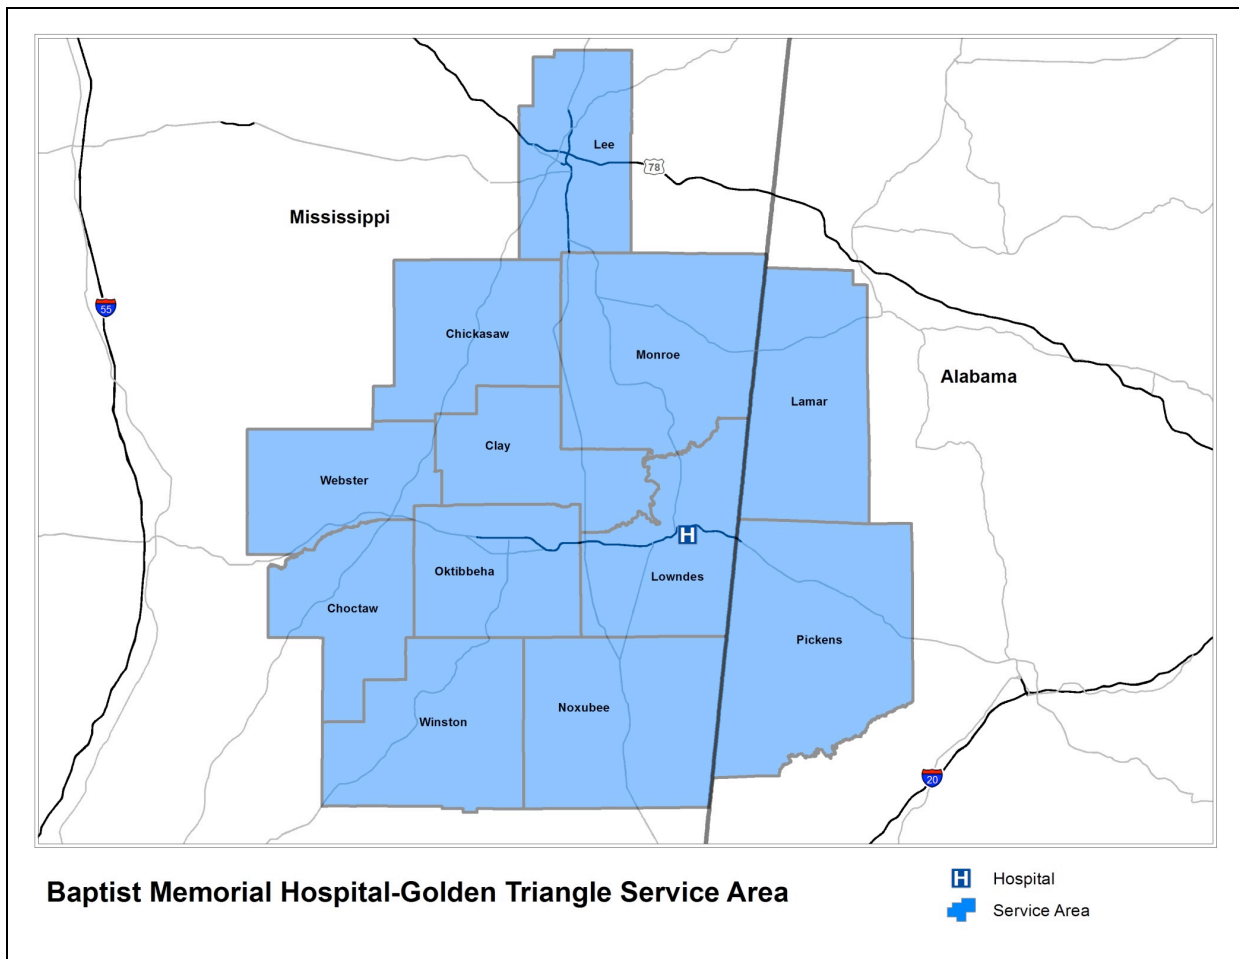 Lee
78
Mississippi
55
Chickasaw
Monroe
Alabama
Lamar
Clay
Webster
H
Oktibbeha
Lowndes
Choctaw
Pickens
Noxubee
Winston
20
Baptist Memorial Hospital-Golden Triangle Service Area
H Hospital
Service Area